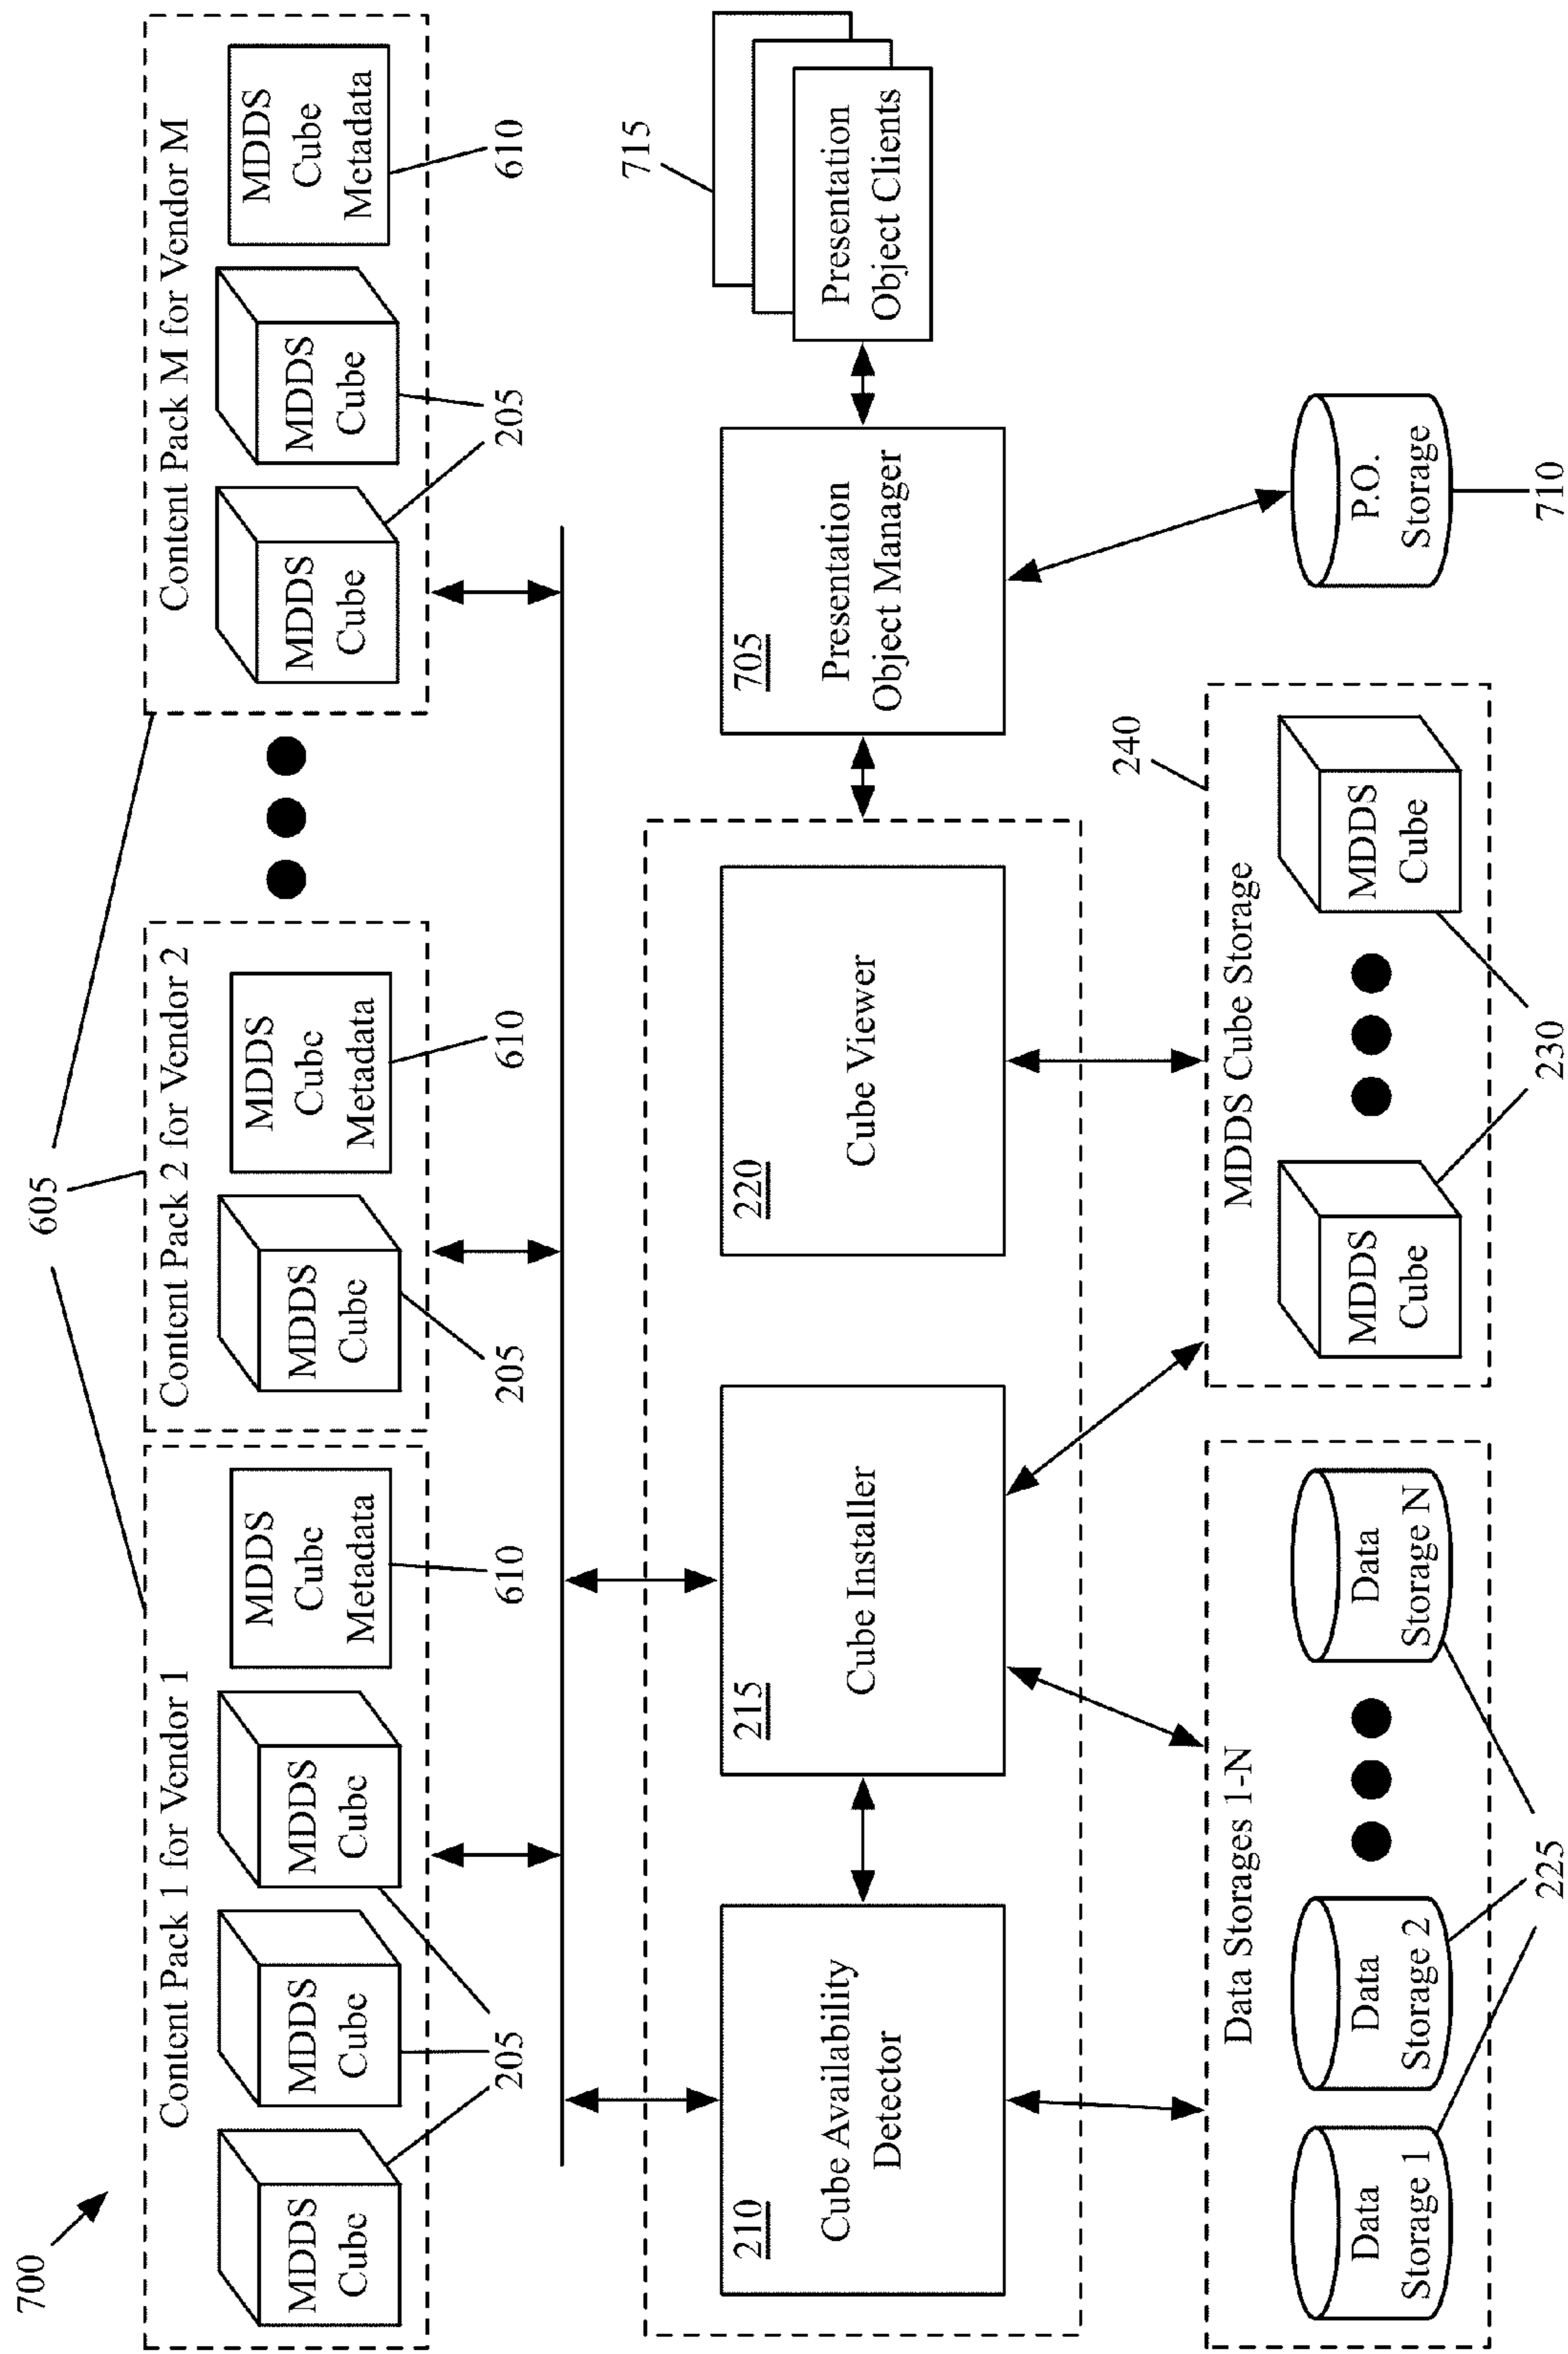 700
605
Content Pack 1 for Vendor 1
MDDS
Cube
MDDS
Cube
MDDS
Cube
MDDS
Cube
Metadata
205
610
Content Pack 2 for Vendor 2
MDDS
Cube
MDDS
Cube
Metadata
205
610
Content Pack M for Vendor M
MDDS
Cube
MDDS
Cube
MDDS
Cube
Metadata
205
610
210
Cube Availability
Detector
215
Cube Installer
220
Cube Viewer
705
Presentation
Object Manager
715
Presentation
Object Clients
Data Storages 1-N
Data
Storage 1
Data
Storage 2
Data
Storage N
225
240
MDDS Cube Storage
MDDS
Cube
MDDS
Cube
230
P.O.
Storage
710